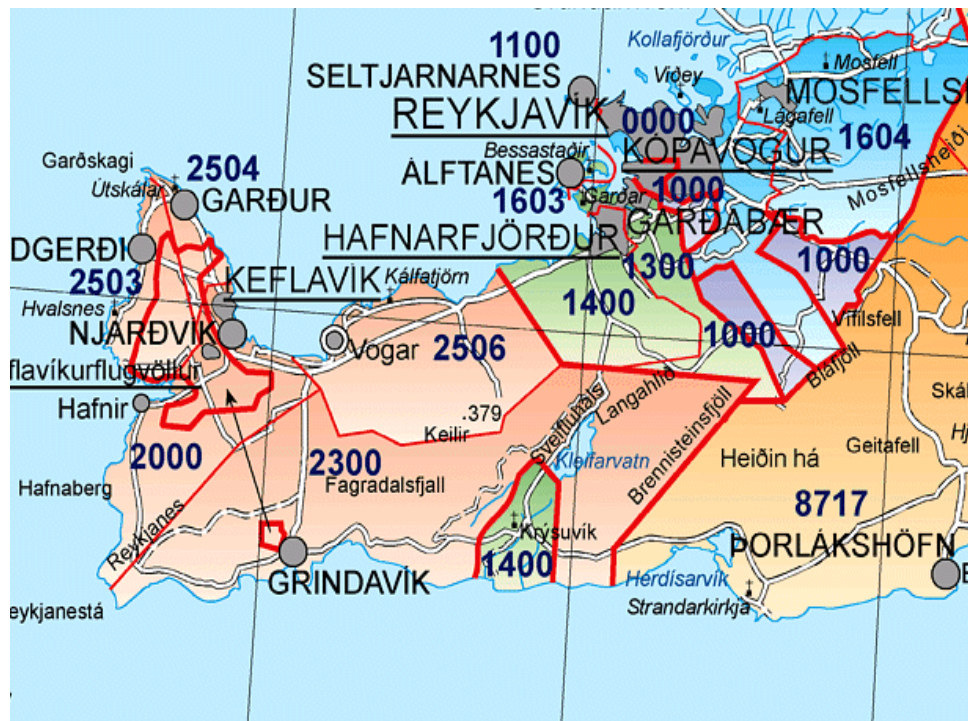 1100
Kollafjörður
Mosfell
SELTJARNARNES
Viðey
MOSFELLS
REYKJAVÍK
0000
Lágafell
1604
Garðskagi
2504
Bessastaðir
KÓPAVOGUR
Mosfellsheiði
Útskálar
ÁLFTANES
1000
GARÐUR
1603
Garðar
GARÐABÆR
DGERÐI
HAFNARFJÖRÐUR
2503
KEFLAVÍK
Kálfatjörn
1300
1000
Hvalsnes
1400
NJARÐVÍK
Vogar
2506
1000
Vífilsfell
flavíkurflugvöllur
Bláfjöll
Hafnir
.379
Langahlíð
Skál
Keilir
Sveifluháls
Brennisteinsfjöll
Geitafell
Hj
2000
2300
Kleifarvatn
Heiðin há
Hafnaberg
Fagradalsfjall
8717
Reykjanes
Krýsuvík
1400
ÞORLÁKSHÖFN
GRINDAVÍK
Herdísarvík
E
eykjanestá
Strandarkirkja